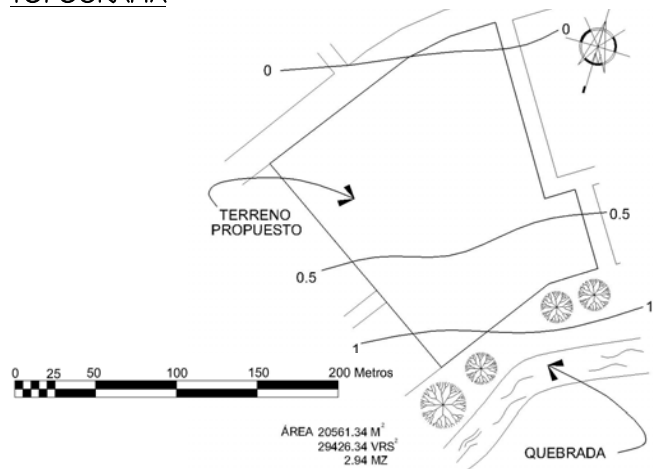 TOPOGRAFIA
0
0
TERRENO
PROPUESTO
0.5
0.5
1
1
0 25 50 100 150 200 Metros
ÁREA 20561.34 M²
29426.34 VRS²
2.94 MZ
QUEBRADA